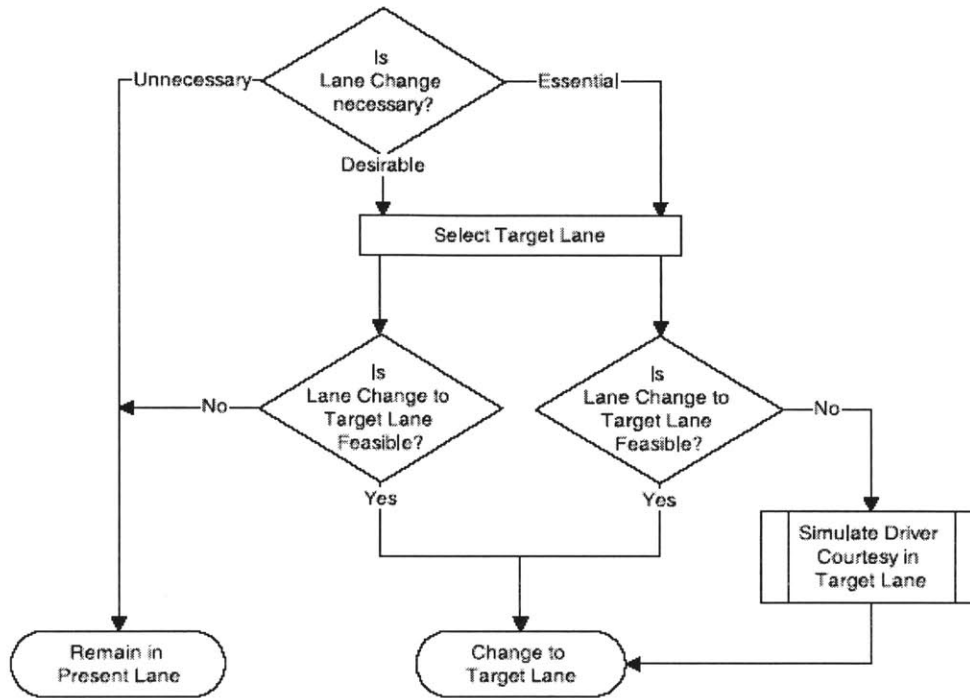 Is
Lane Change
necessary?
Unnecessary
Essential
Desirable
Select Target Lane
Is
Lane Change to
Target Lane
Feasible?
No
Yes
Is
Lane Change to
Target Lane
Feasible?
No
Yes
Simulate Driver
Courtesy in
Target Lane
Remain in
Present Lane
Change to
Target Lane